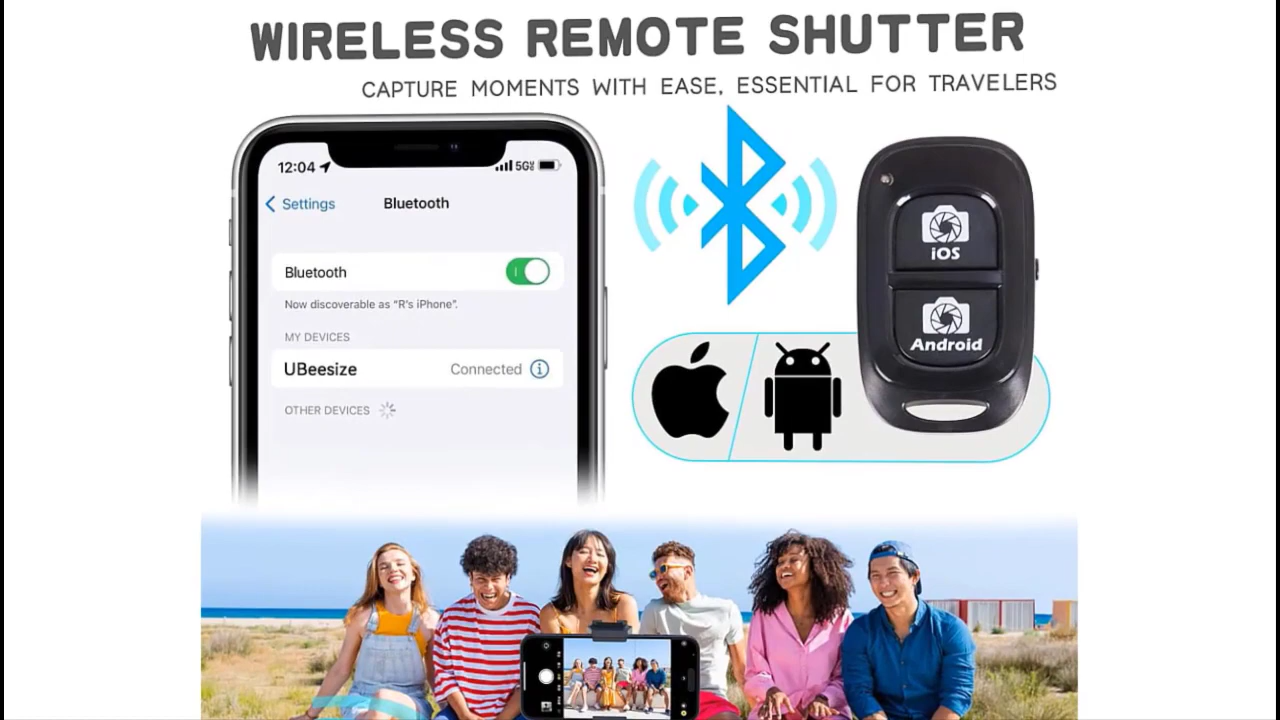 WIRELESS REMOTE SHUTTER
CAPTURE MOMENTS WITH EASE, ESSENTIAL FOR TRAVELERS
12:04
5G
Settings
Bluetooth
Bluetooth
Now discoverable as “R’s iPhone”.
MY DEVICES
UBeesize
Connected
OTHER DEVICES
iOS
Android